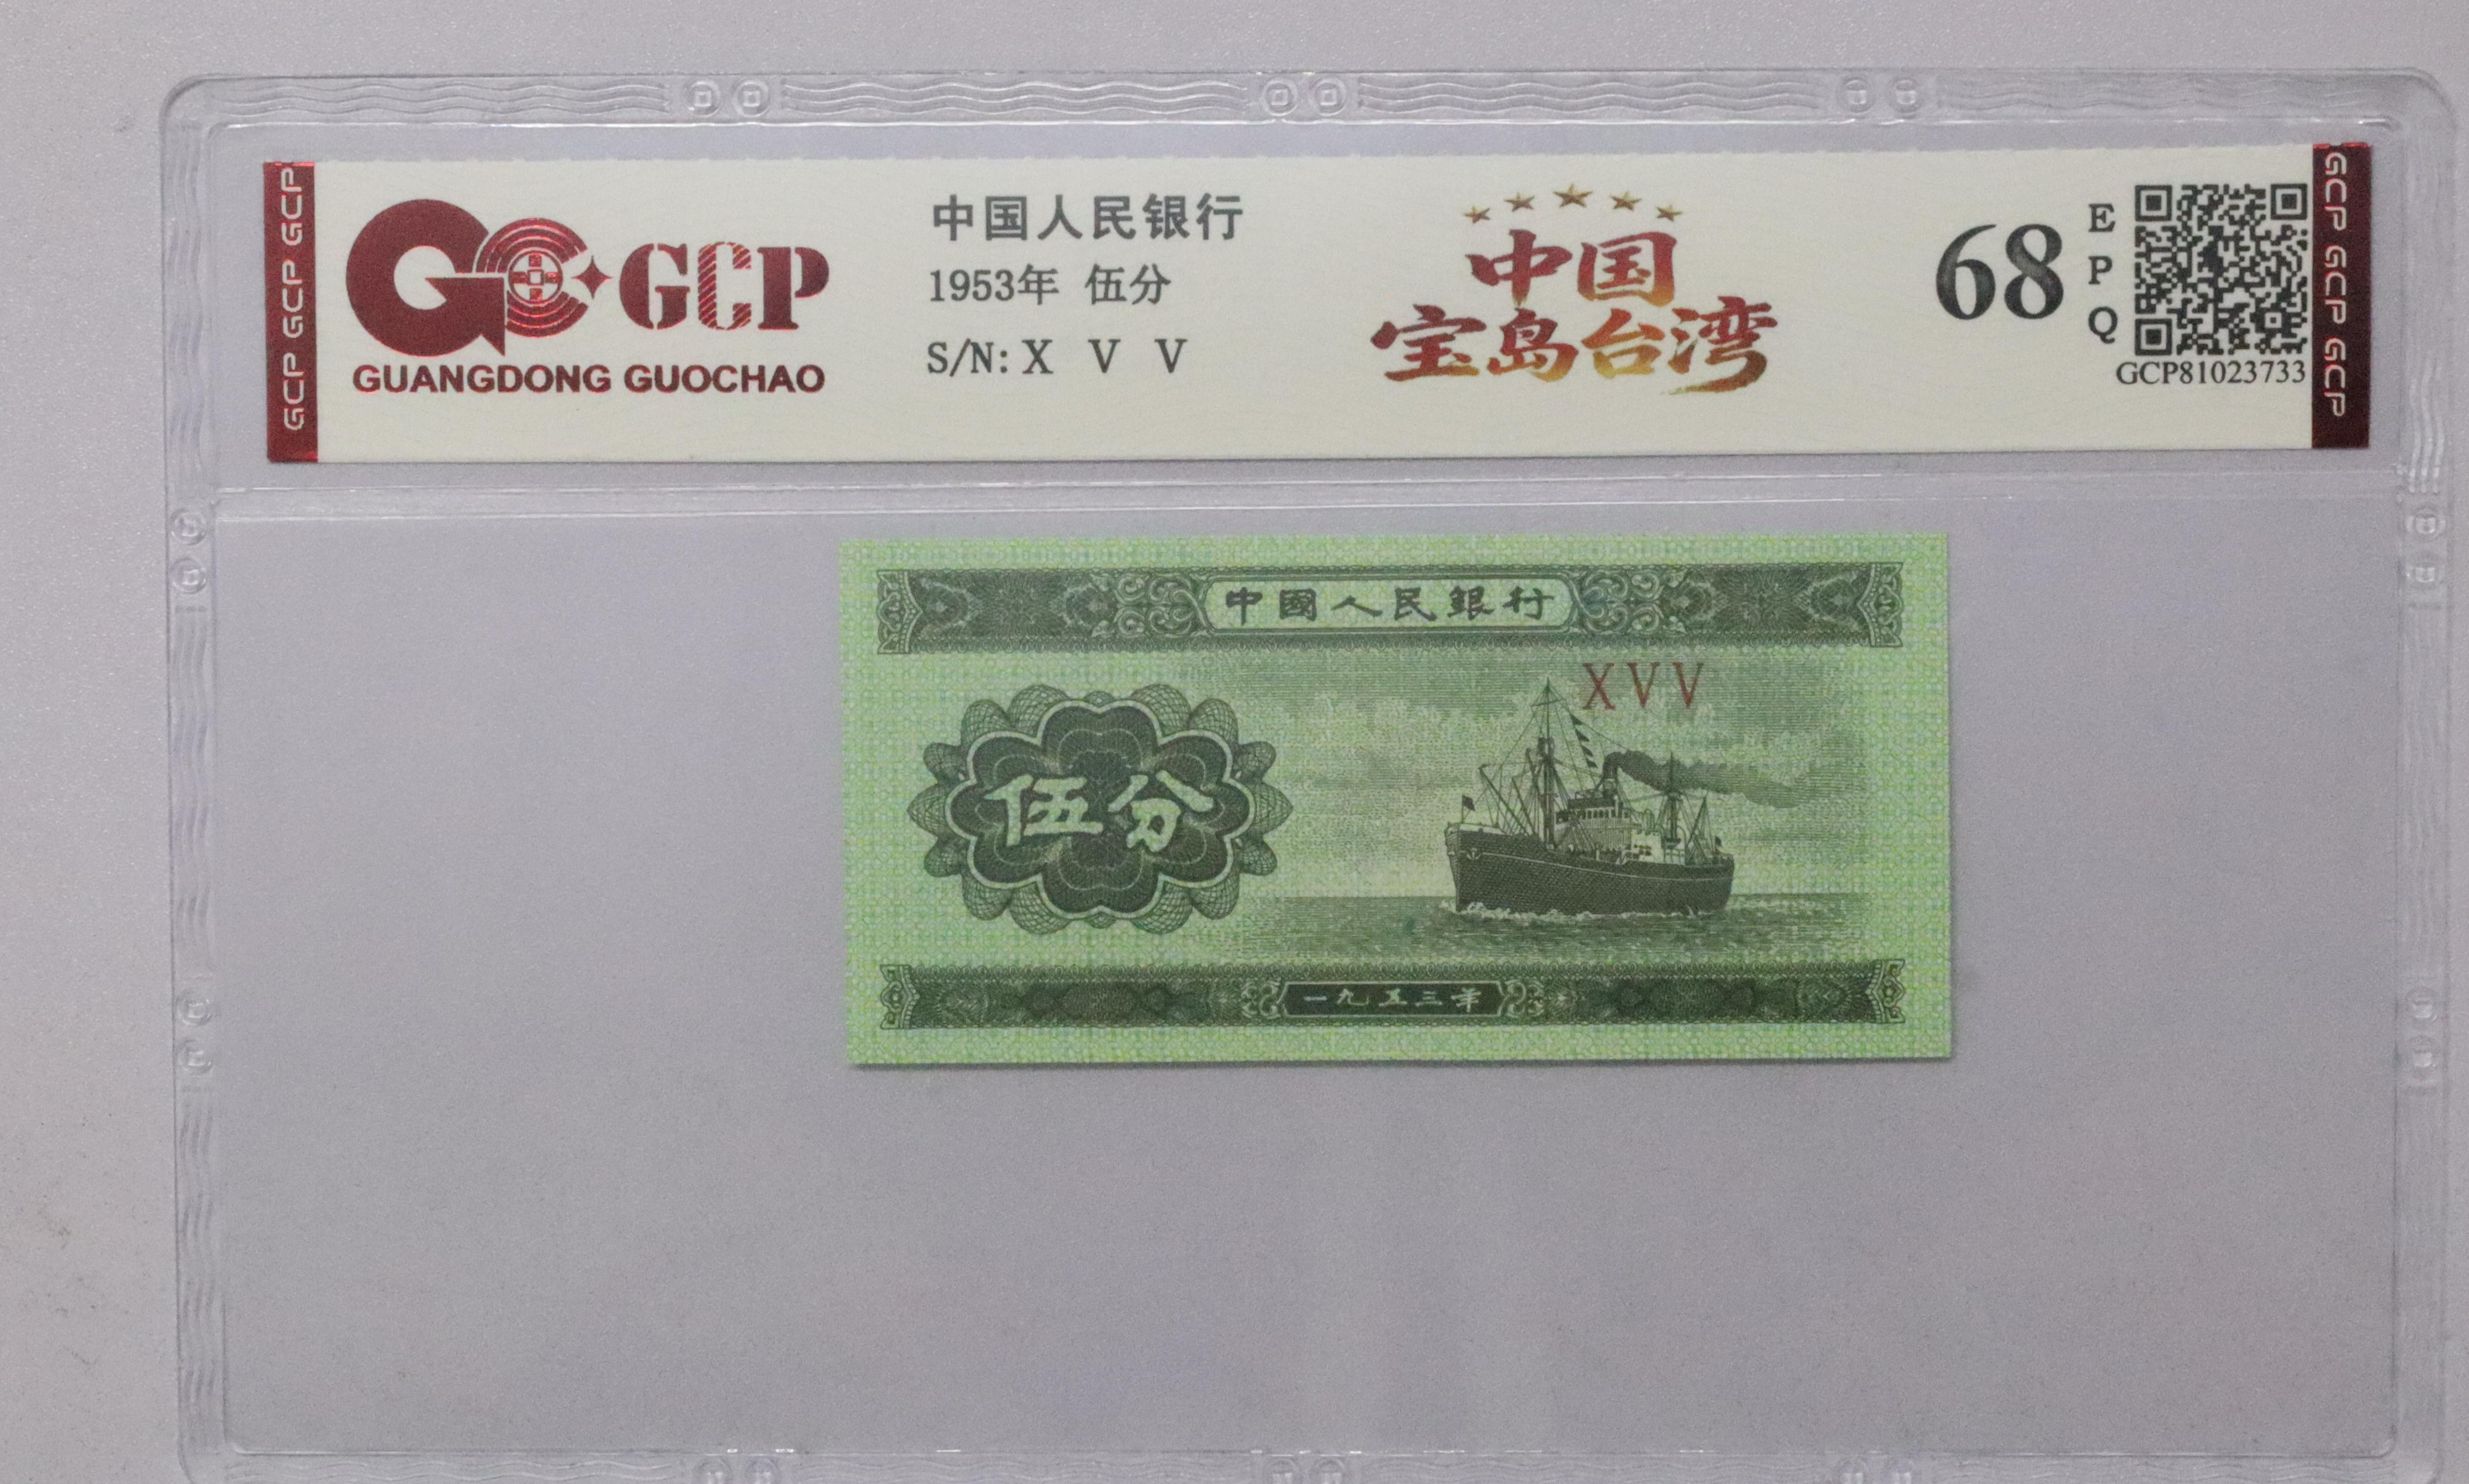 GCP GCP GCP
GCP
GUANGDONG GUOCHAO
中国人民银行
1953年 伍分
S/N: X V V
中国
宝岛台湾
68
E
P
Q
GCP81023733
GCP GCP GCP
中國人民銀行
XVV
伍分
一九五三年